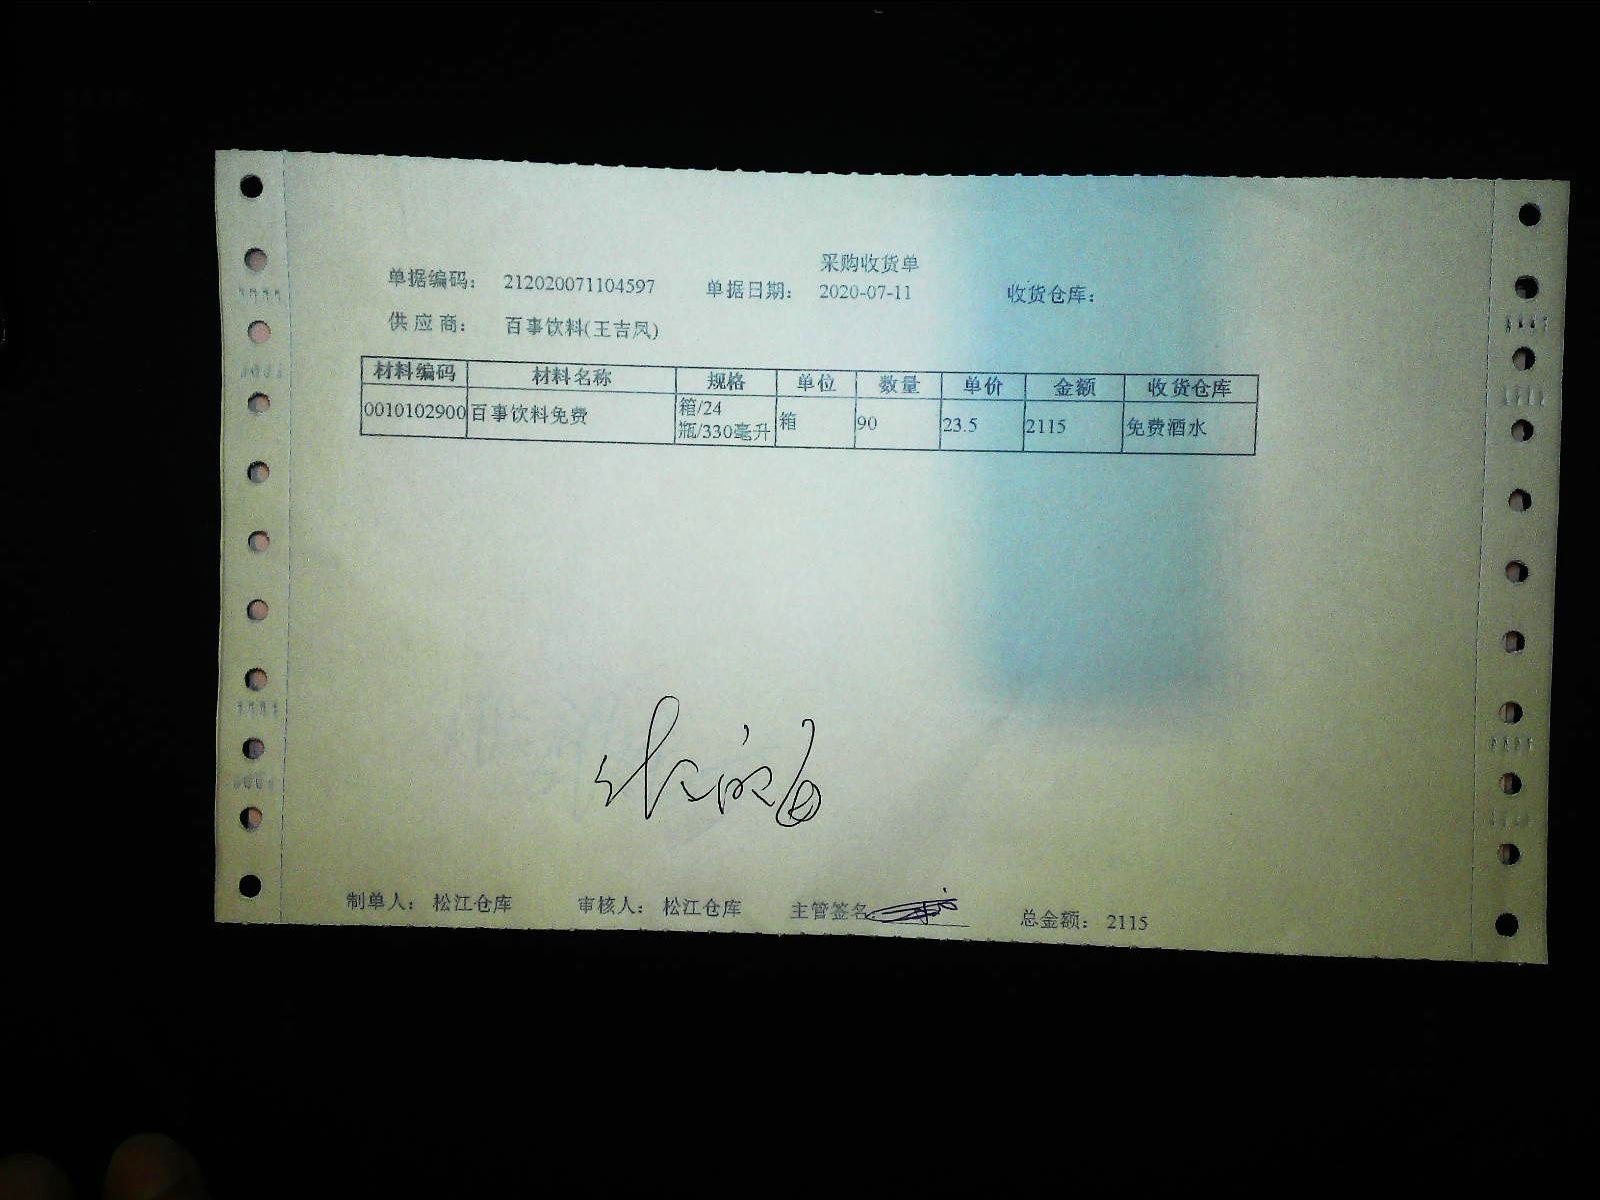 采购收货单
单据编码： 212020071104597 单据日期： 2020-07-11 收货仓库：
供 应 商： 百事饮料(王吉凤)
材料编码 材料名称 规格 单位 数量 单价 金额 收货仓库
0010102900 百事饮料免费 箱/24 箱 90 23.5 2115 免费酒水
瓶/330毫升
制单人： 松江仓库 审核人： 松江仓库 主管签名 总金额： 2115